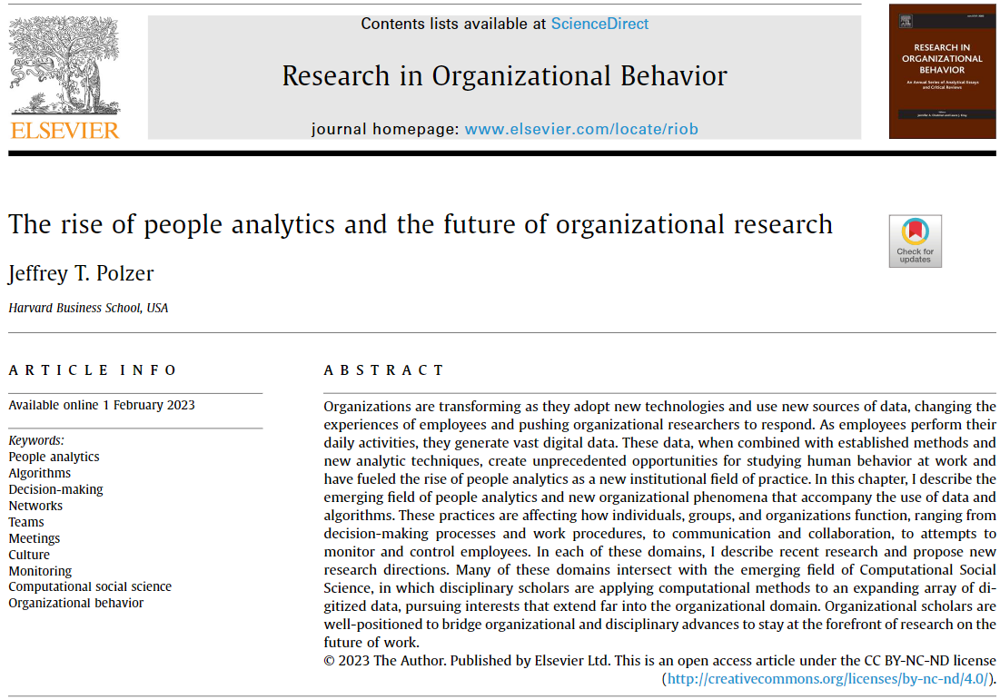 Contents lists available at ScienceDirect
Research in Organizational Behavior
journal homepage: www.elsevier.com/locate/riob
ELSEVIER
RESEARCH IN
ORGANIZATIONAL
BEHAVIOR
An Annual Series of Analytical Essays
and Critical Reviews
The rise of people analytics and the future of organizational research
Check for
updates
Jeffrey T. Polzer
Harvard Business School, USA
ARTICLE INFO
Available online 1 February 2023
Keywords:
People analytics
Algorithms
Decision-making
Networks
Teams
Meetings
Culture
Monitoring
Computational social science
Organizational behavior
ABSTRACT
Organizations are transforming as they adopt new technologies and use new sources of data, changing the
experiences of employees and pushing organizational researchers to respond. As employees perform their
daily activities, they generate vast digital data. These data, when combined with established methods and
new analytic techniques, create unprecedented opportunities for studying human behavior at work and
have fueled the rise of people analytics as a new institutional field of practice. In this chapter, I describe the
emerging field of people analytics and new organizational phenomena that accompany the use of data and
algorithms. These practices are affecting how individuals, groups, and organizations function, ranging from
decision-making processes and work procedures, to communication and collaboration, to attempts to
monitor and control employees. In each of these domains, I describe recent research and propose new
research directions. Many of these domains intersect with the emerging field of Computational Social
Science, in which disciplinary scholars are applying computational methods to an expanding array of di-
gitized data, pursuing interests that extend far into the organizational domain. Organizational scholars are
well-positioned to bridge organizational and disciplinary advances to stay at the forefront of research on the
future of work.
© 2023 The Author. Published by Elsevier Ltd. This is an open access article under the CC BY-NC-ND license
(http://creativecommons.org/licenses/by-nc-nd/4.0/).